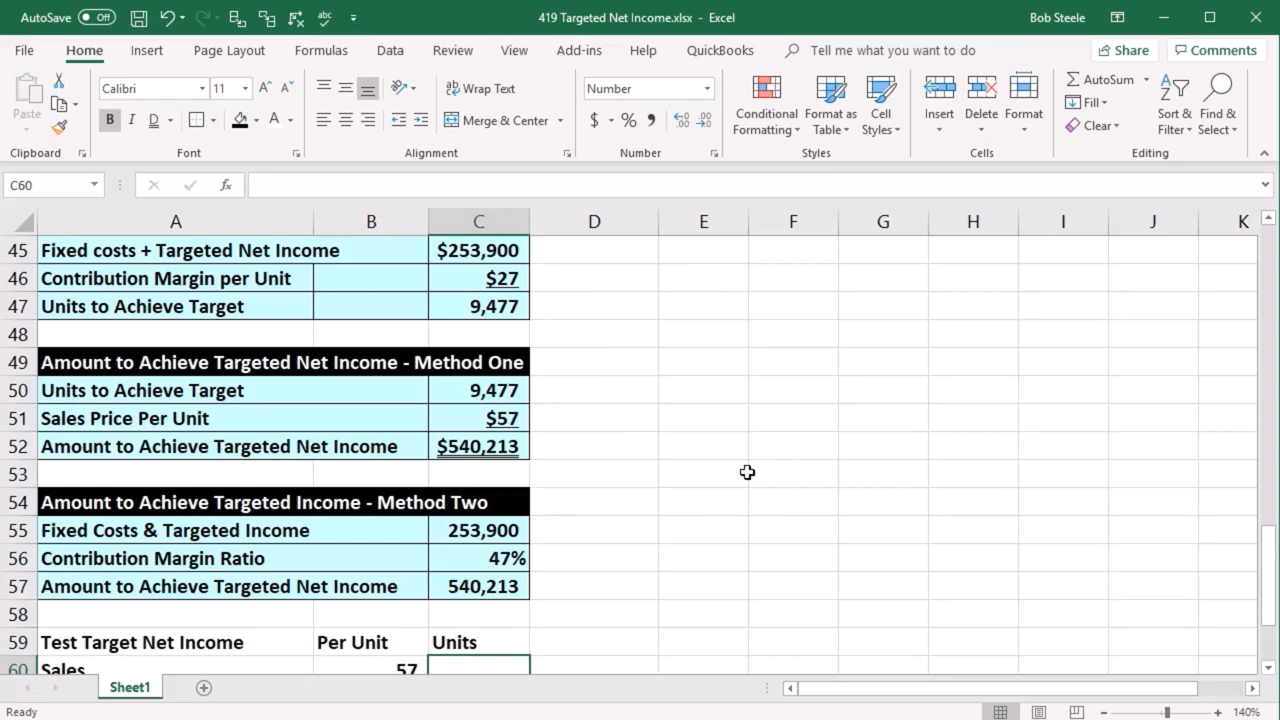 AutoSave Off 419 Targeted Net Income.xlsx - Excel Bob Steele
File Home Insert Page Layout Formulas Data Review View Add-ins Help QuickBooks Tell me what you want to do Share Comments
Paste
Calibri 11
B I D A
Wrap Text
Merge & Center
Number
$ % ,
Conditional Formatting
Format as Table
Cell Styles
Insert Delete Format
AutoSum
Fill
Clear
Sort & Filter
Find & Select
Clipboard Font Alignment Number Styles Cells Editing
C60 fx
A B C D E F G H I J K
45 Fixed costs + Targeted Net Income $253,900
46 Contribution Margin per Unit $27
47 Units to Achieve Target 9,477
48
49 Amount to Achieve Targeted Net Income - Method One
50 Units to Achieve Target 9,477
51 Sales Price Per Unit $57
52 Amount to Achieve Targeted Net Income $540,213
53
54 Amount to Achieve Targeted Income - Method Two
55 Fixed Costs & Targeted Income 253,900
56 Contribution Margin Ratio 47%
57 Amount to Achieve Targeted Net Income 540,213
58
59 Test Target Net Income Per Unit Units
60 Sales 57
Sheet1
Ready 140%